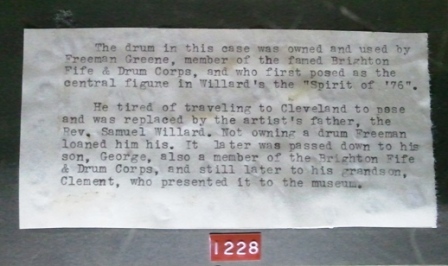 The drum in this case was owned and used by
Freeman Greene, member of the famed Brighton
Fife & Drum Corps, and who first posed as the
central figure in Willard's the "Spirit of '76".
He tired of traveling to Cleveland to pose
and was replaced by the artist's father, the
Rev. Samuel Willard. Not owning a drum Freeman
loaned him his. It later was passed down to his
son, George, also a member of the Brighton Fife
& Drum Corps, and still later to his grandson,
Clement, who presented it to the museum.
1228